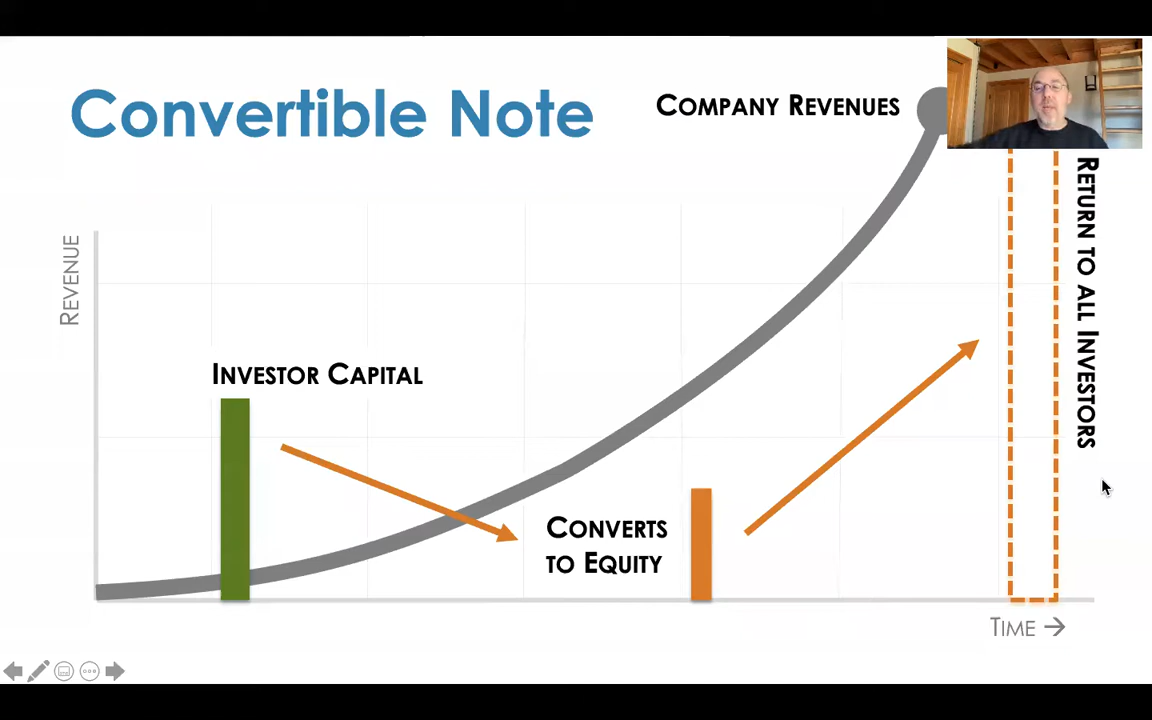 Convertible Note
COMPANY REVENUES
REVENUE
INVESTOR CAPITAL
CONVERTS
TO EQUITY
RETURN TO ALL INVESTORS
TIME →